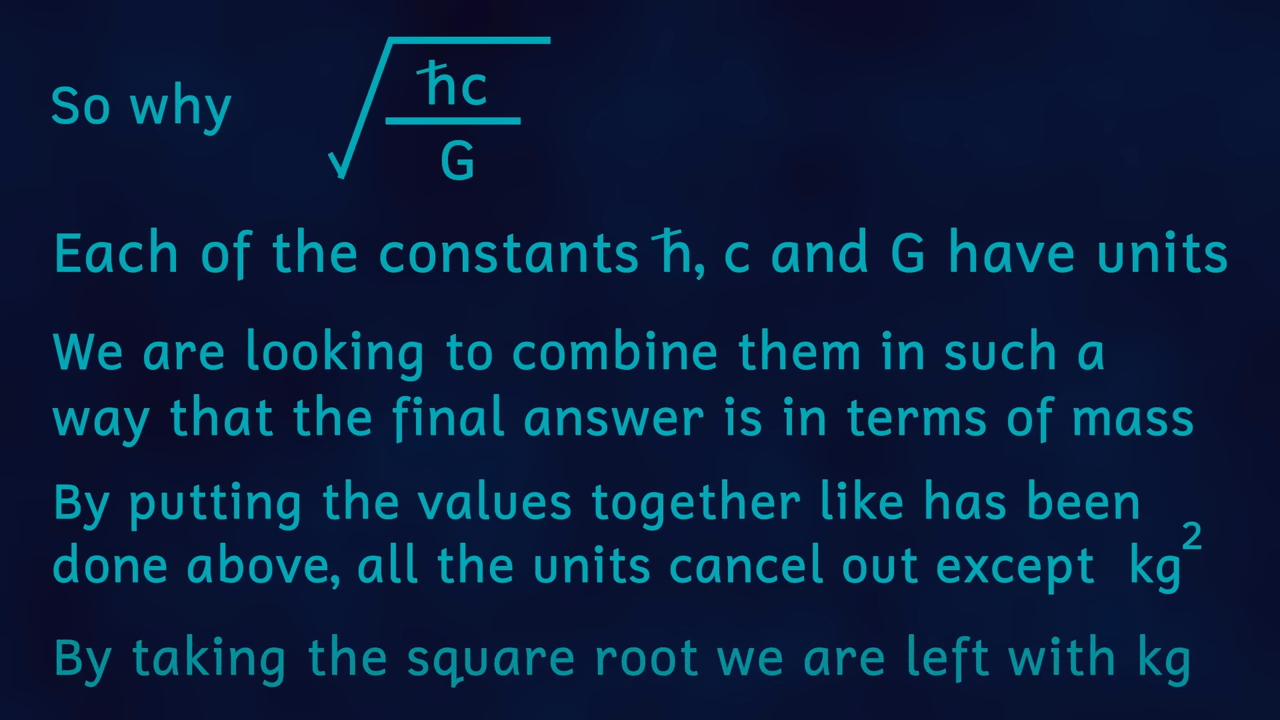 So why √(ħc/G)
Each of the constants ħ, c and G have units
We are looking to combine them in such a
way that the final answer is in terms of mass
By putting the values together like has been
done above, all the units cancel out except kg²
By taking the square root we are left with kg